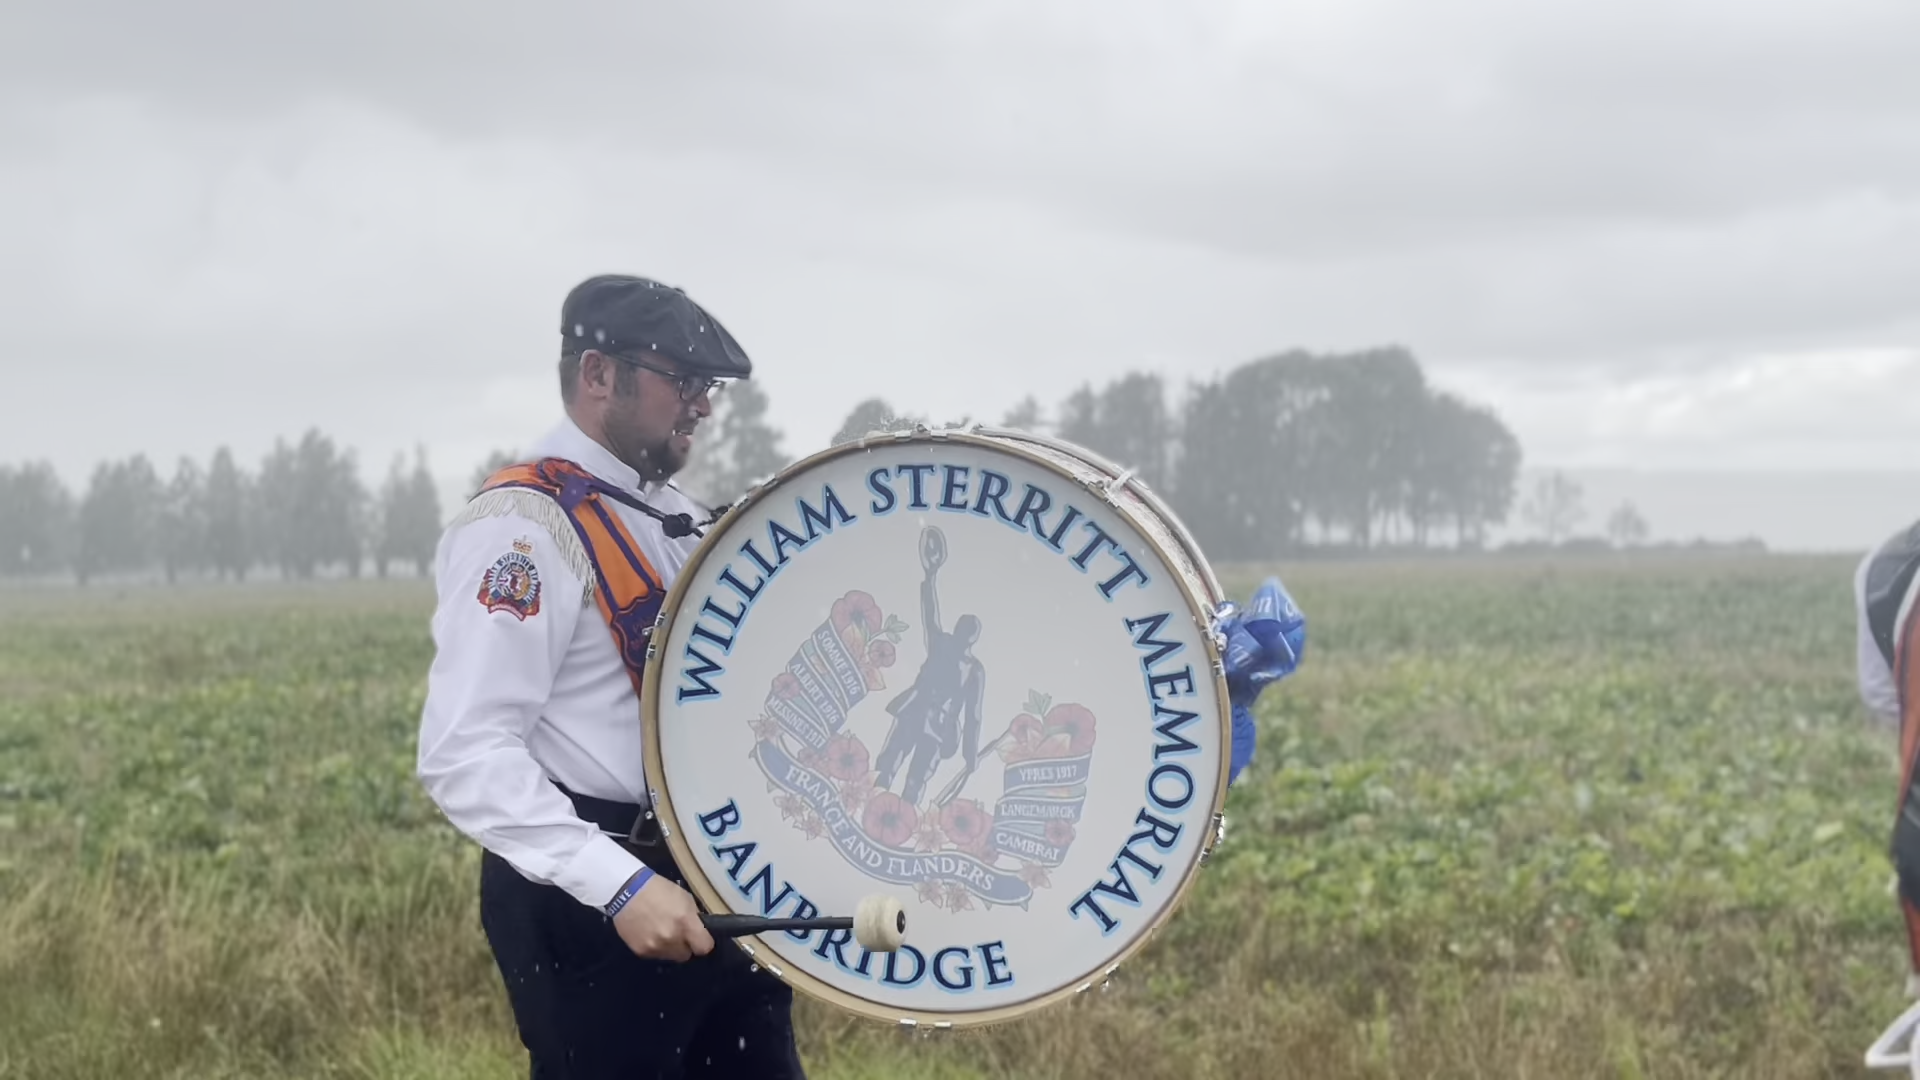 WILLIAM STERRITT MEMORIAL
SOMME 1916
ALBERT 1916
MESSINES 1917
YPRES 1917
LANGEMARCK
CAMBRAI
FRANCE AND FLANDERS
BANBRIDGE